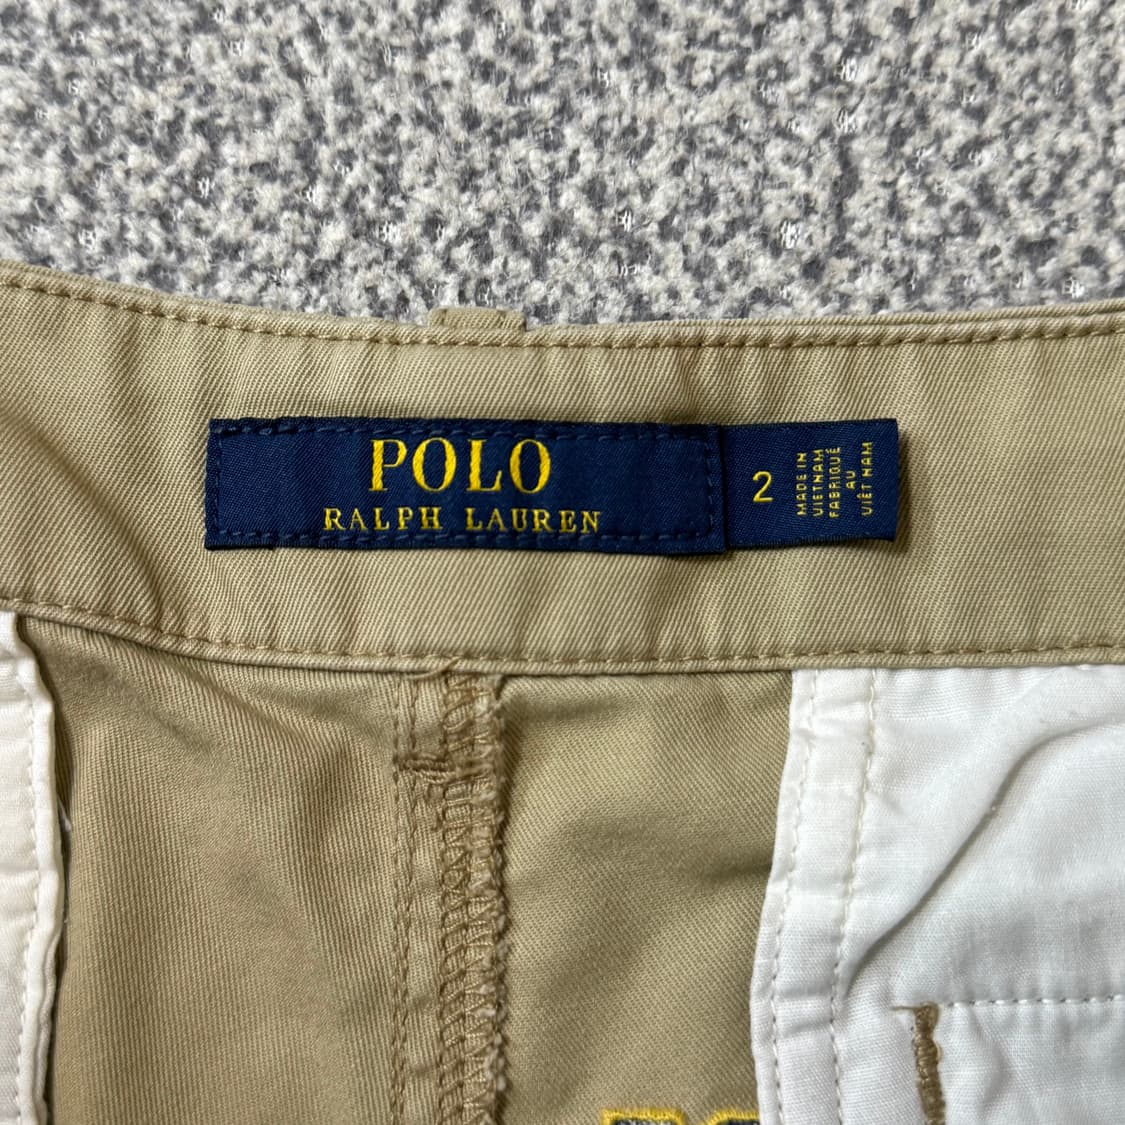 POLO
RALPH LAUREN
2
MADE IN
VIETNAM
FABRIQUÉ
AU
VIÊT NAM